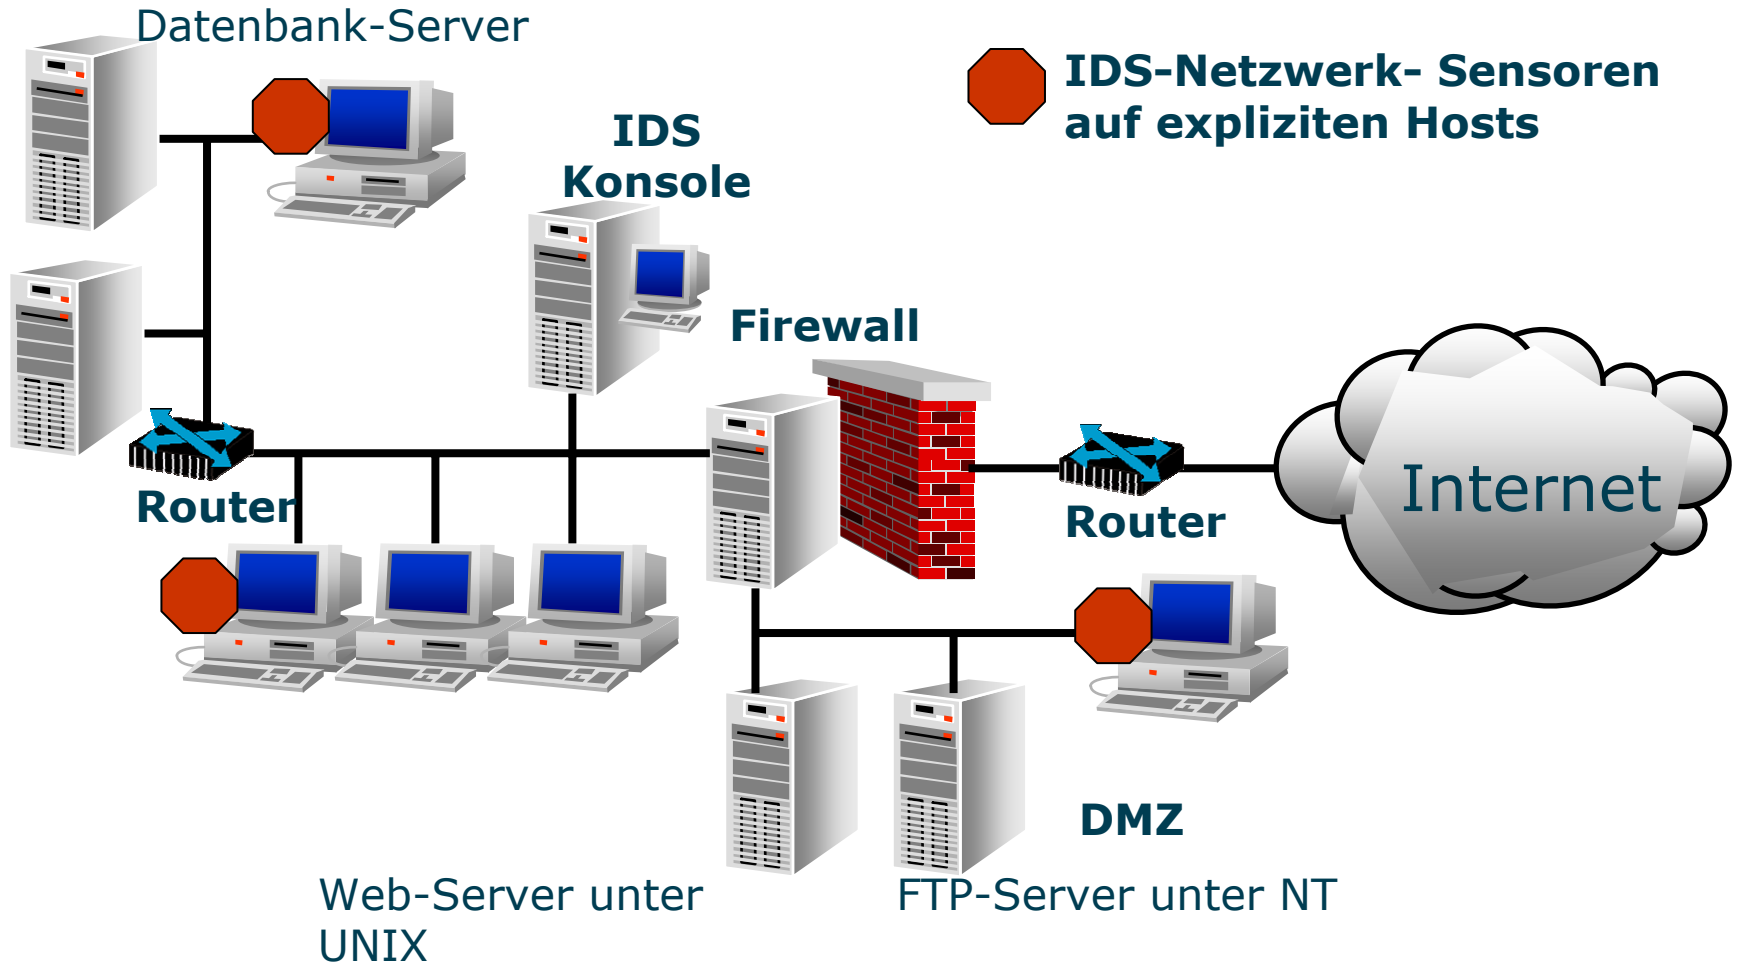 Datenbank-Server
IDS-Netzwerk- Sensoren
auf expliziten Hosts
IDS
Konsole
Firewall
Internet
Router
Router
DMZ
Web-Server unter
UNIX
FTP-Server unter NT